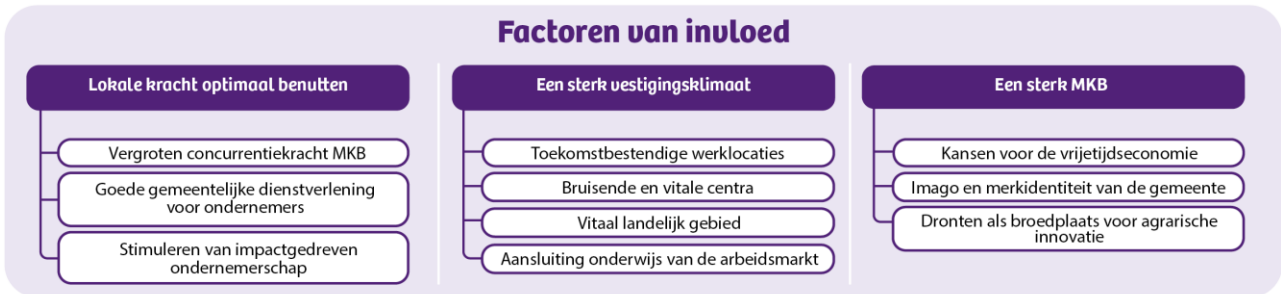 Factoren van invloed
Lokale kracht optimaal benutten
Vergroten concurrentiekracht MKB
Goede gemeentelijke dienstverlening
voor ondernemers
Stimuleren van impactgedreven
ondernemerschap
Een sterk vestigingsklimaat
Toekomstbestendige werklocaties
Bruisende en vitale centra
Vitaal landelijk gebied
Aansluiting onderwijs van de arbeidsmarkt
Een sterk MKB
Kansen voor de vrijetijdseconomie
Imago en merkidentiteit van de gemeente
Dronten als broedplaats voor agrarische
innovatie